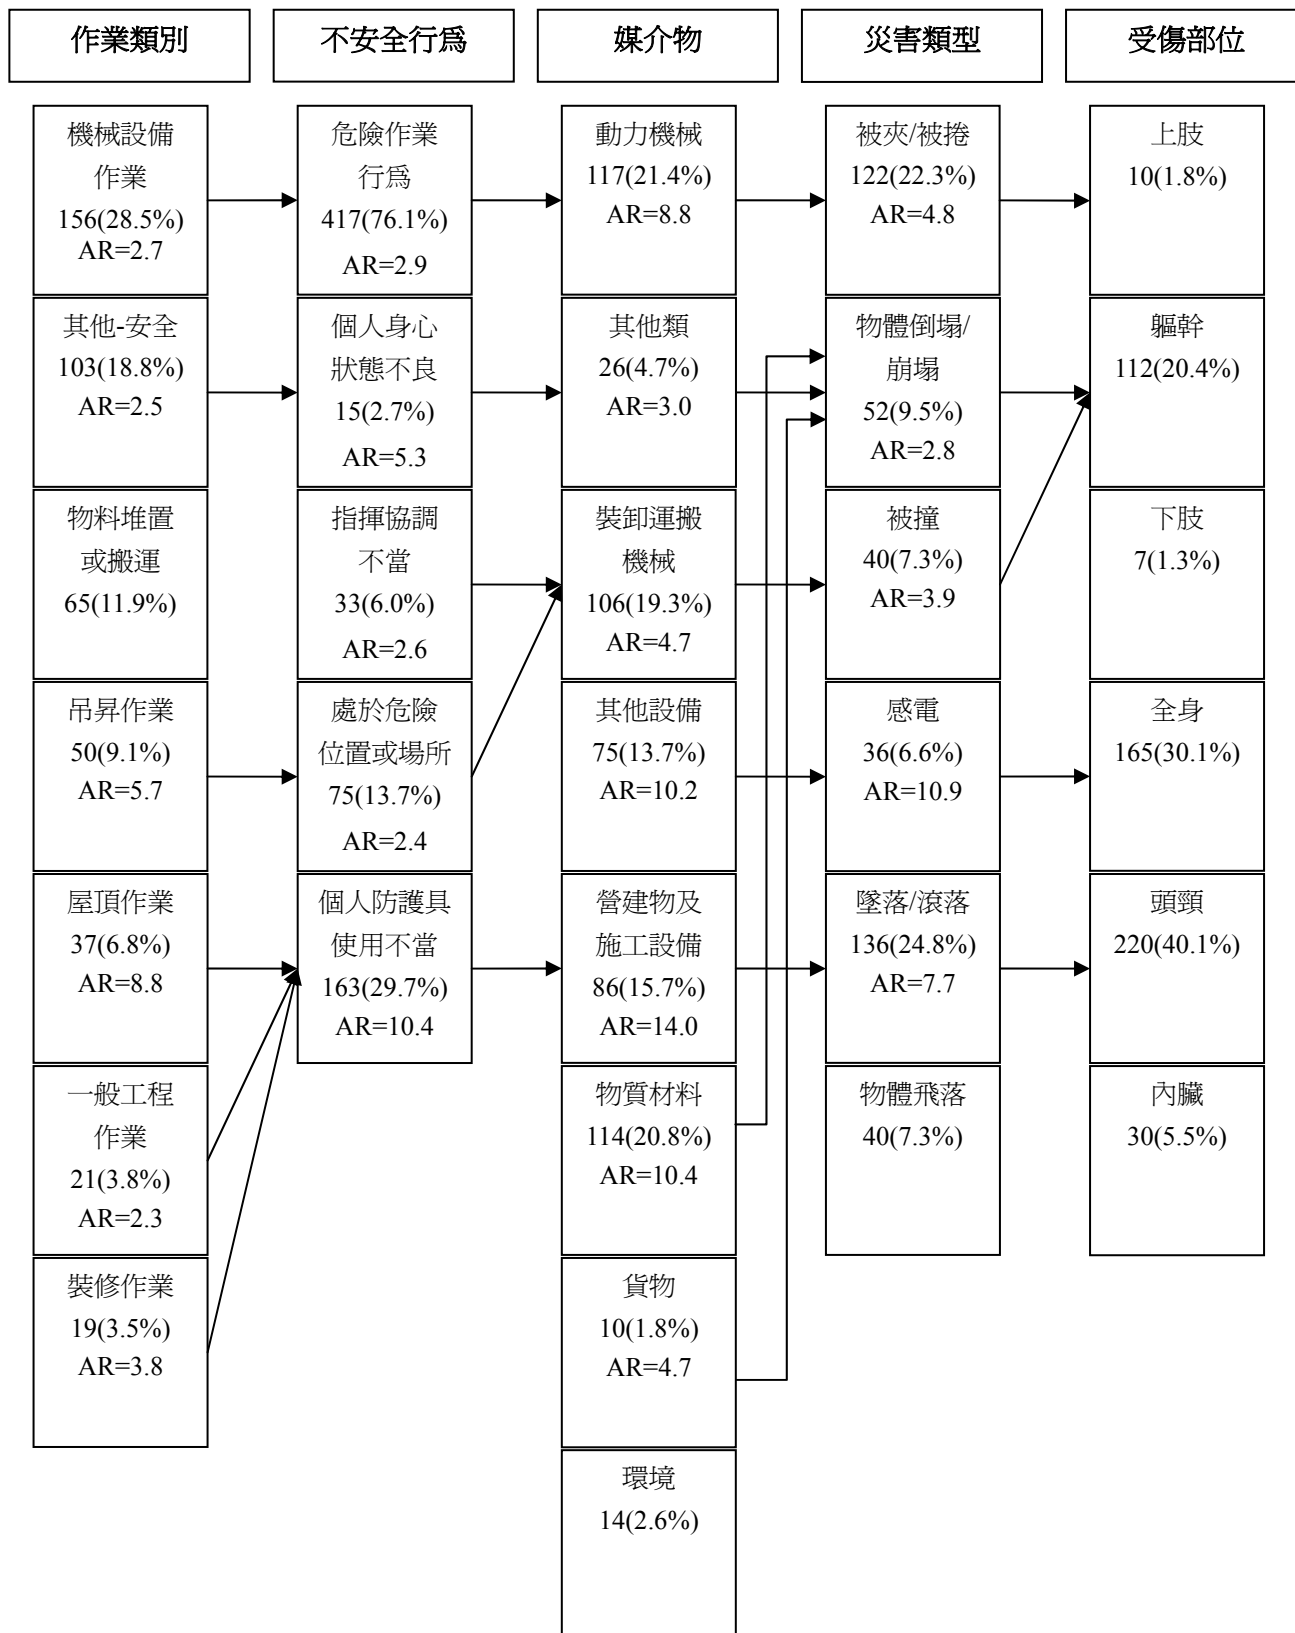 作業類別
不安全行為
媒介物
災害類型
受傷部位
機械設備
作業
156(28.5%)
AR=2.7
其他-安全
103(18.8%)
AR=2.5
物料堆置
或搬運
65(11.9%)
吊昇作業
50(9.1%)
AR=5.7
屋頂作業
37(6.8%)
AR=8.8
一般工程
作業
21(3.8%)
AR=2.3
裝修作業
19(3.5%)
AR=3.8
危險作業
行為
417(76.1%)
AR=2.9
個人身心
狀態不良
15(2.7%)
AR=5.3
指揮協調
不當
33(6.0%)
AR=2.6
處於危險
位置或場所
75(13.7%)
AR=2.4
個人防護具
使用不當
163(29.7%)
AR=10.4
動力機械
117(21.4%)
AR=8.8
其他類
26(4.7%)
AR=3.0
裝卸運搬
機械
106(19.3%)
AR=4.7
其他設備
75(13.7%)
AR=10.2
營建物及
施工設備
86(15.7%)
AR=14.0
物質材料
114(20.8%)
AR=10.4
貨物
10(1.8%)
AR=4.7
環境
14(2.6%)
被夾/被捲
122(22.3%)
AR=4.8
物體倒塌/
崩塌
52(9.5%)
AR=2.8
被撞
40(7.3%)
AR=3.9
感電
36(6.6%)
AR=10.9
墜落/滾落
136(24.8%)
AR=7.7
物體飛落
40(7.3%)
上肢
10(1.8%)
軀幹
112(20.4%)
下肢
7(1.3%)
全身
165(30.1%)
頭頸
220(40.1%)
內臟
30(5.5%)